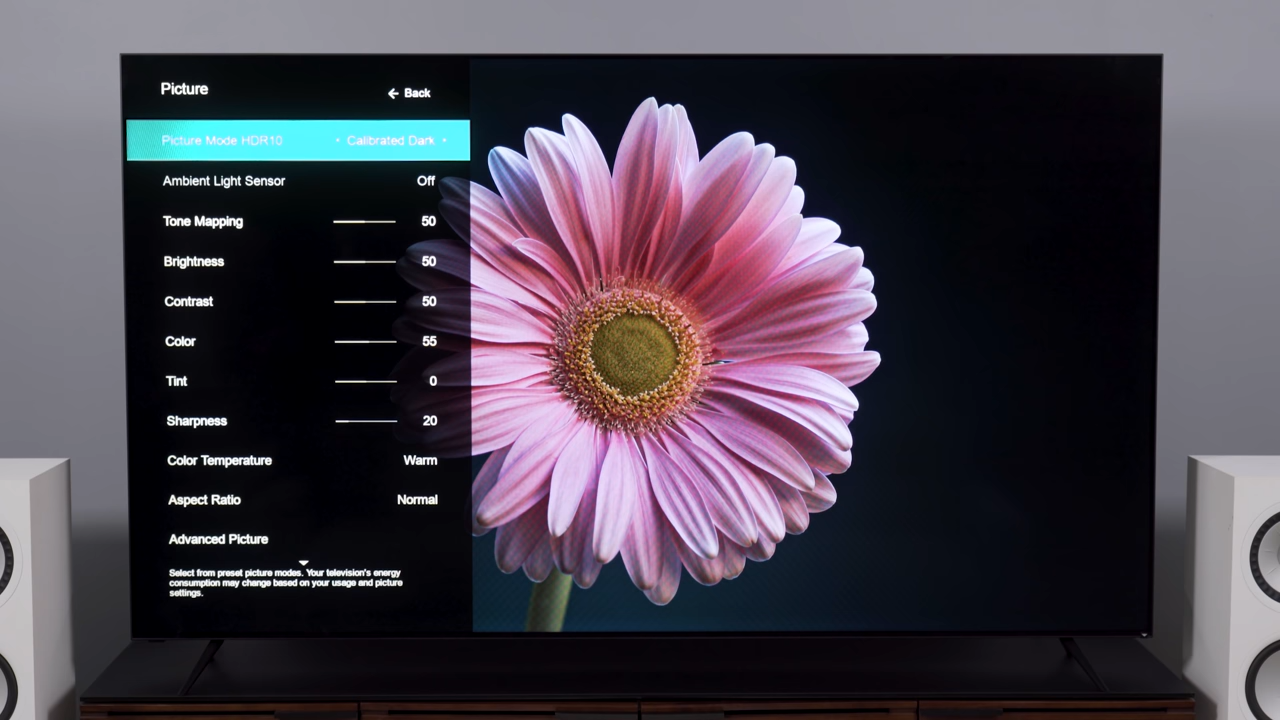 Picture
← Back
Picture Mode HDR10 • Calibrated Dark •
Ambient Light Sensor Off
Tone Mapping 50
Brightness 50
Contrast 50
Color 55
Tint 0
Sharpness 20
Color Temperature Warm
Aspect Ratio Normal
Advanced Picture
Select from preset picture modes. Your television's energy
consumption may change based on your usage and picture
settings.